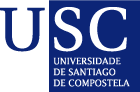 USC
UNIVERSIDADE
DE SANTIAGO
DE COMPOSTELA